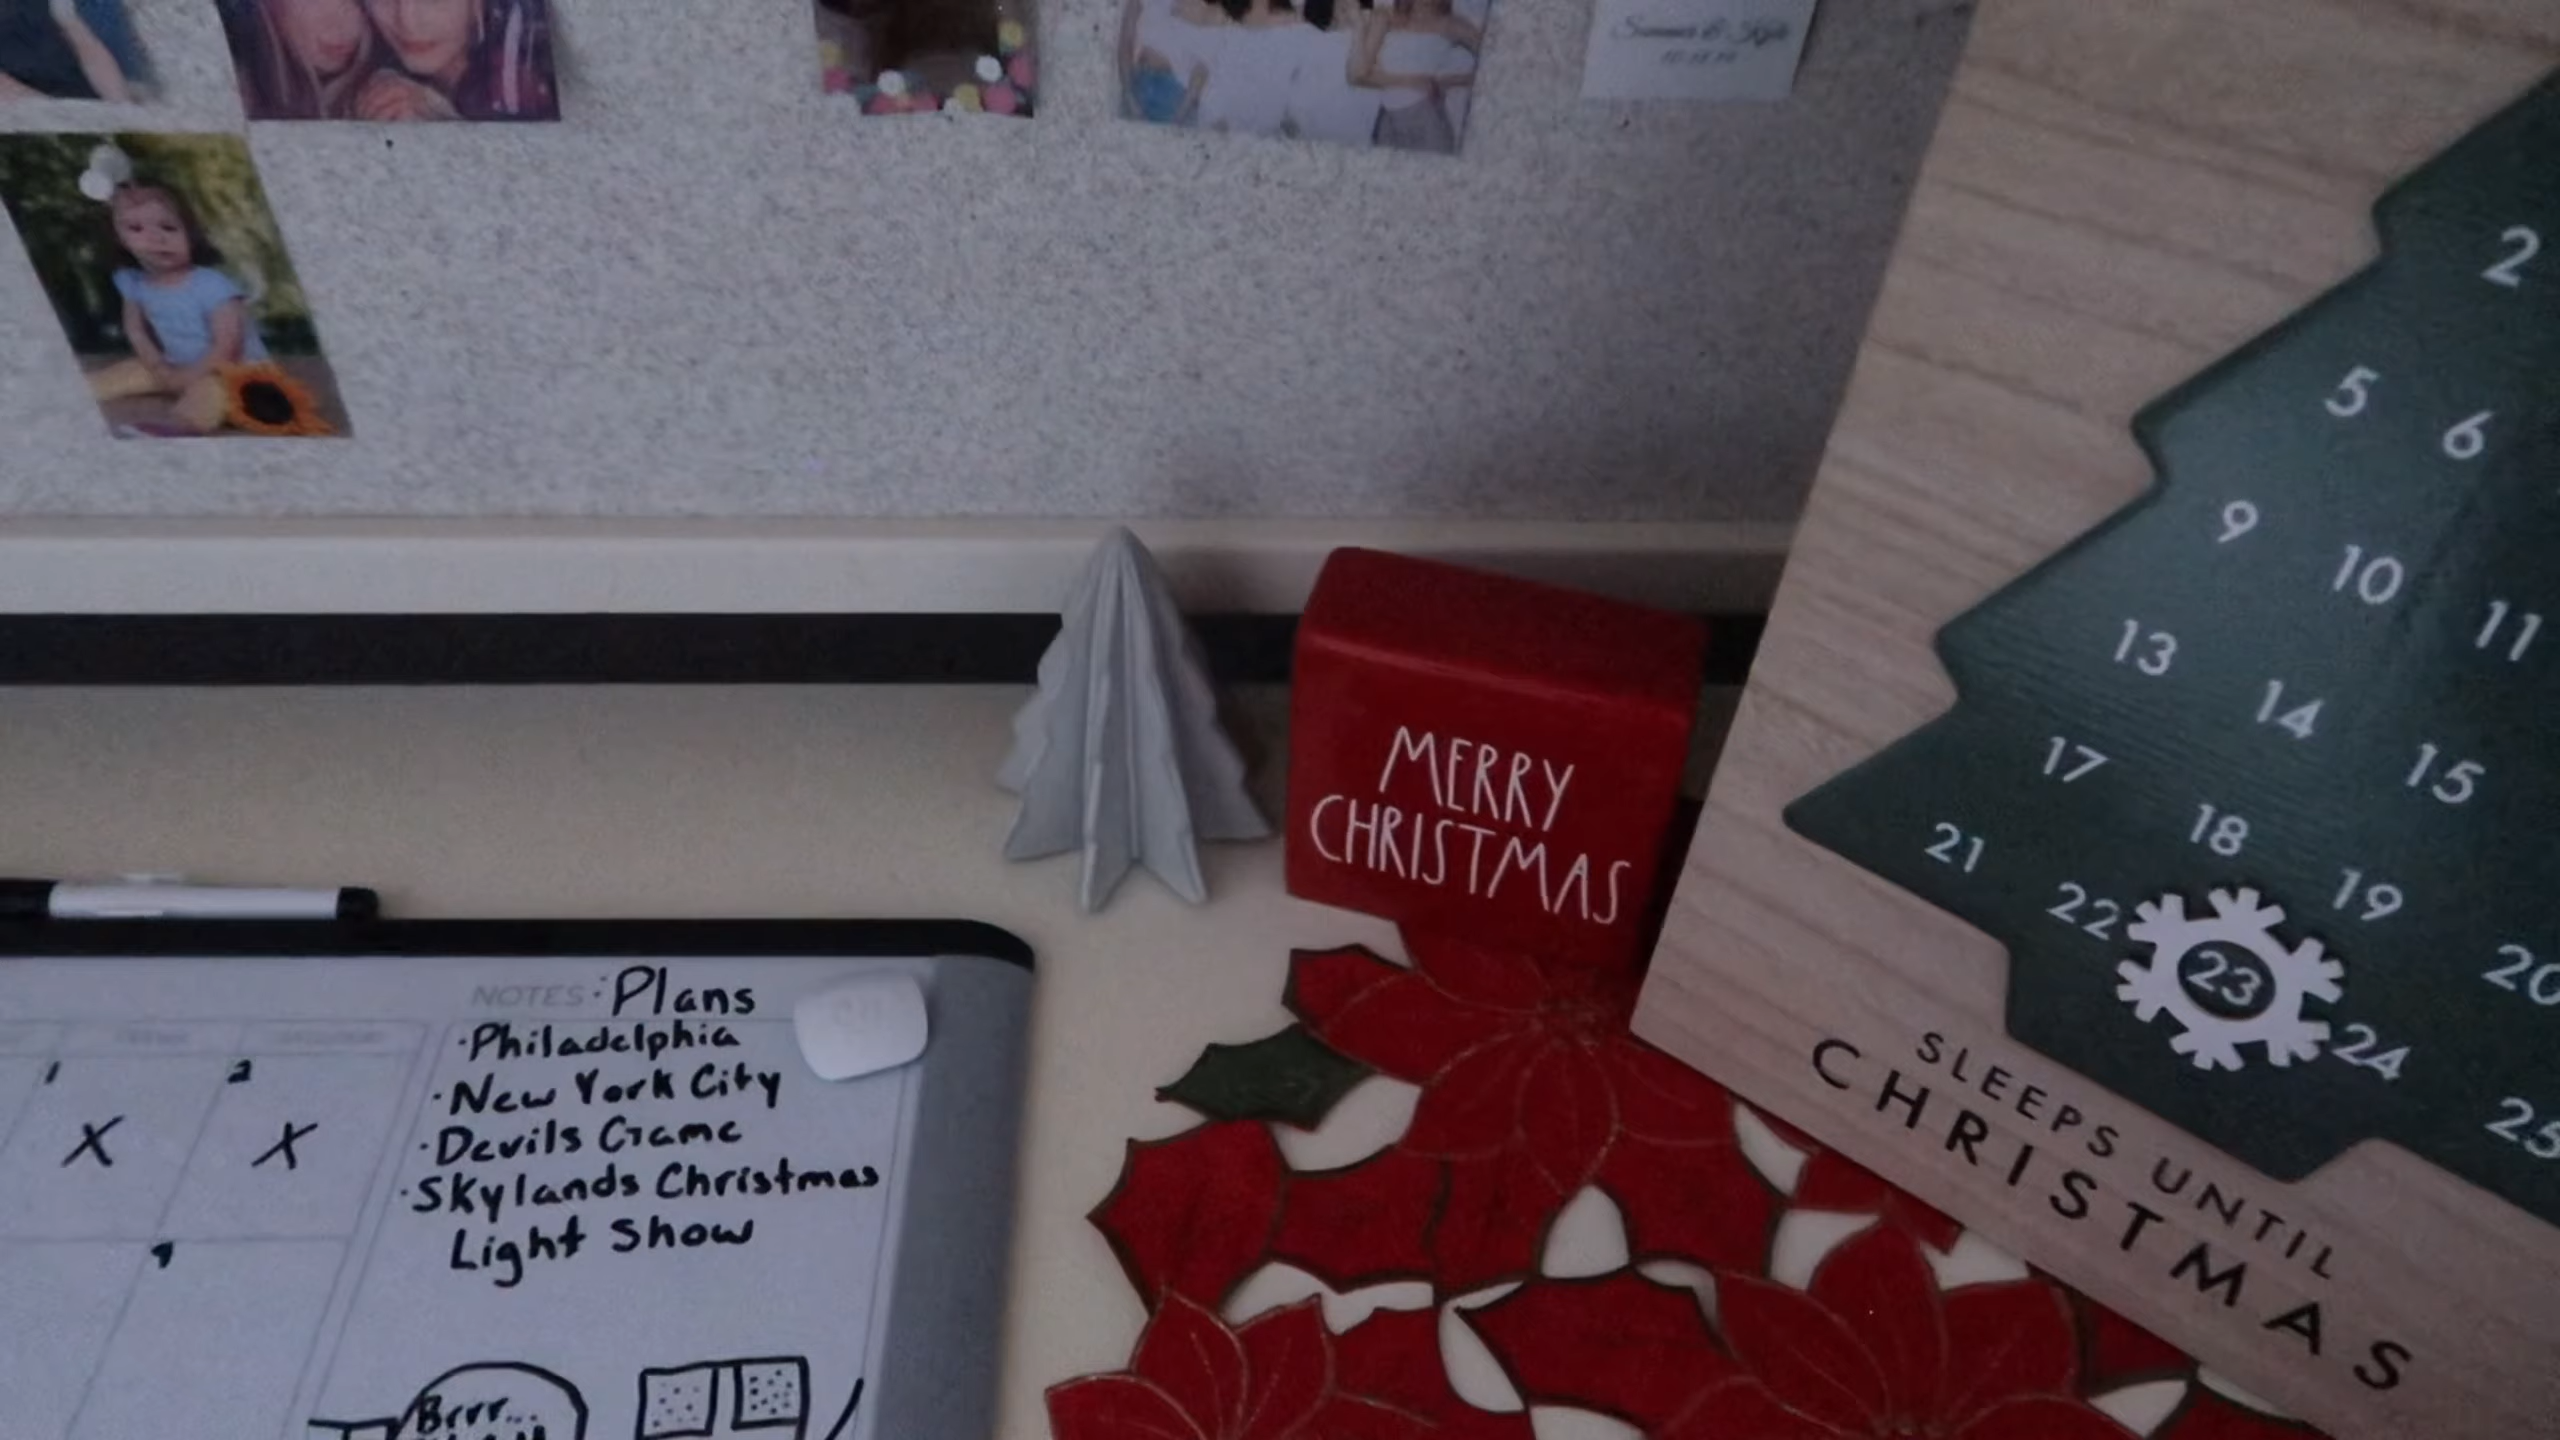 2
5 6
9 10 11
13 14 15
17 18 19 20
21 22 23 24 25
SLEEPS UNTIL
CHRISTMAS
MERRY
CHRISTMAS
NOTES: Plans
·Philadelphia
·New York City
·Devils Game
·Skylands Christmas
Light Show
1 2
X X
9
Brrr...